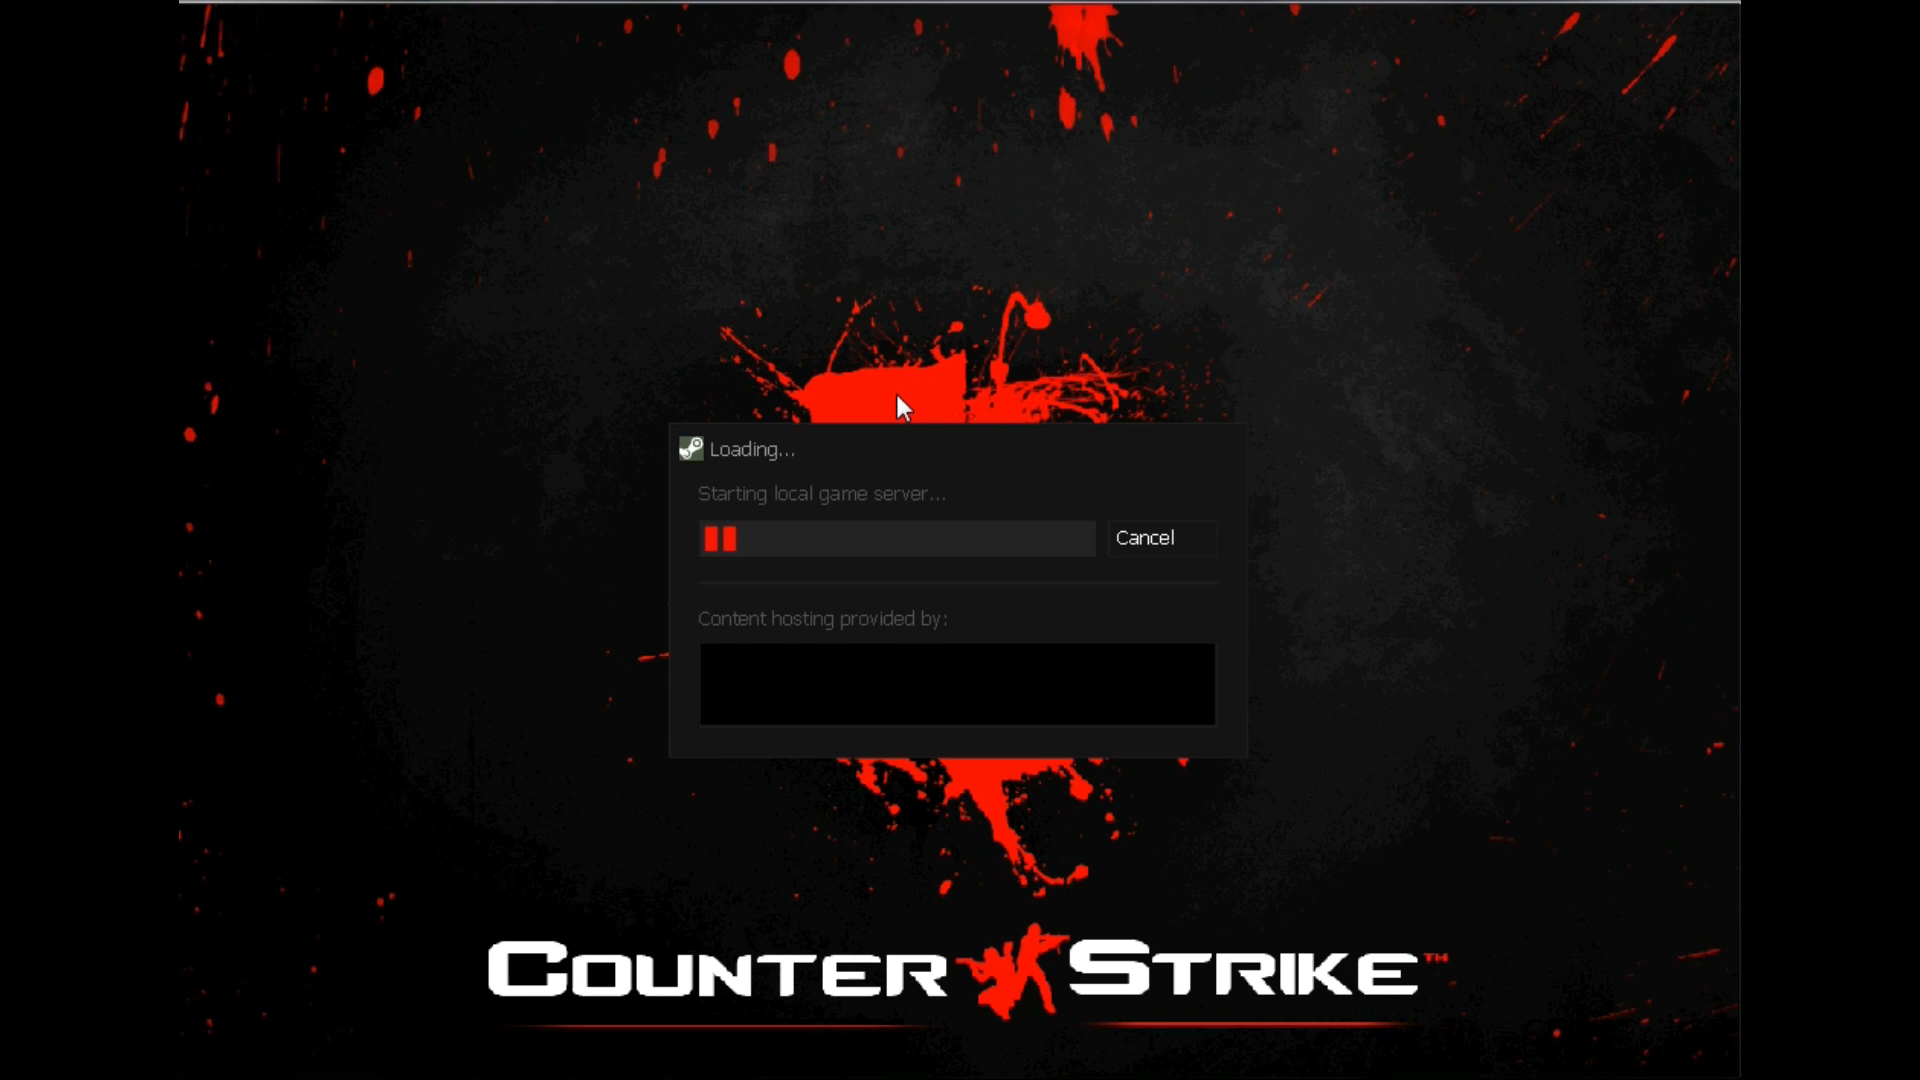 Loading...
Starting local game server...
Cancel
Content hosting provided by:
COUNTER STRIKE™